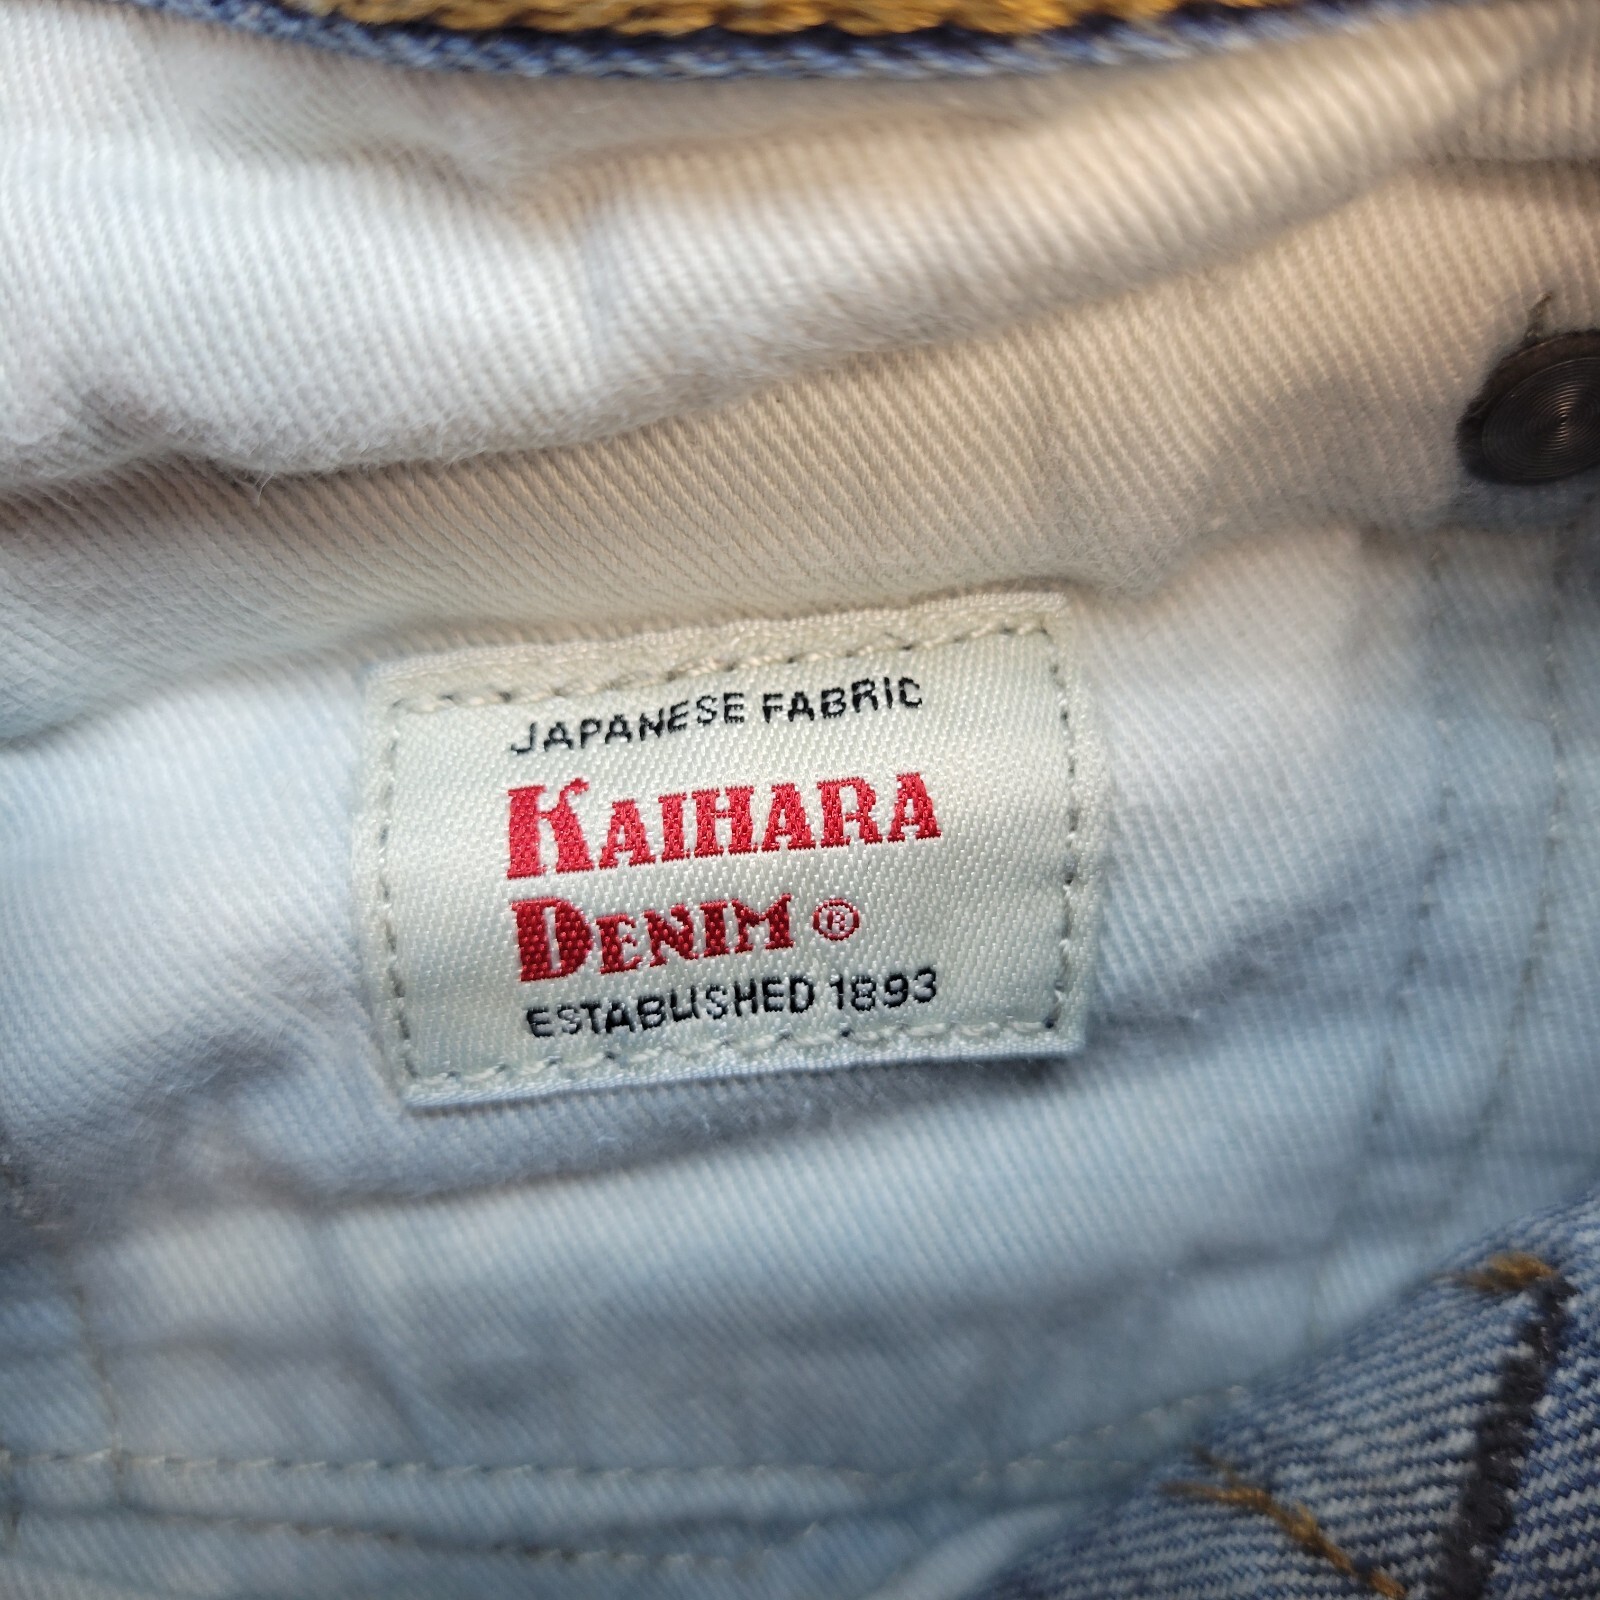 JAPANESE FABRIC
KAIHARA
DENIM ®
ESTABLISHED 1893